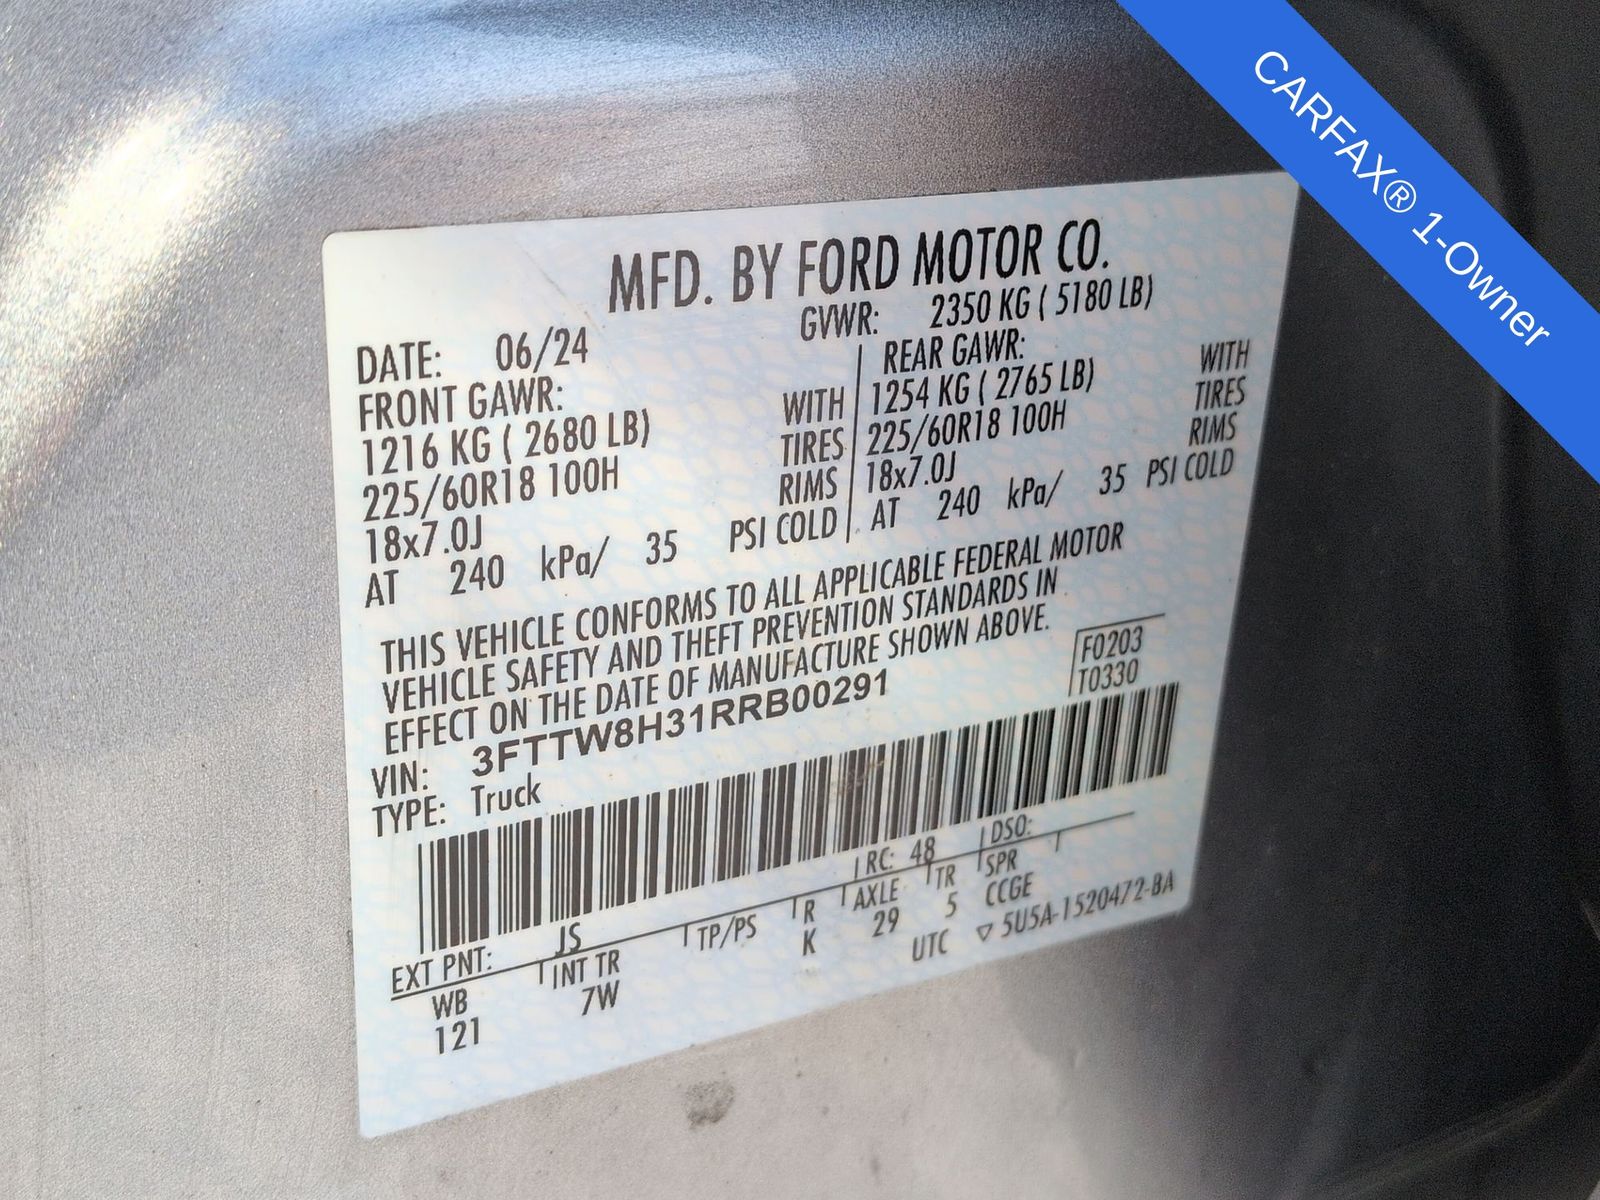 CARFAX® 1-Owner
MFD. BY FORD MOTOR CO.
DATE: 06/24 GVWR: 2350 KG ( 5180 LB)
FRONT GAWR: REAR GAWR:
1216 KG ( 2680 LB) WITH 1254 KG ( 2765 LB) WITH
225/60R18 100H TIRES 225/60R18 100H TIRES
18x7.0J RIMS 18x7.0J RIMS
AT 240 kPa/ 35 PSI COLD AT 240 kPa/ 35 PSI COLD
THIS VEHICLE CONFORMS TO ALL APPLICABLE FEDERAL MOTOR
VEHICLE SAFETY AND THEFT PREVENTION STANDARDS IN
EFFECT ON THE DATE OF MANUFACTURE SHOWN ABOVE.
VIN: 3FTTW8H31RRB00291 F0203
TYPE: Truck T0330
EXT PNT: JS RC: 48 DSO:
WB INT TR TP/PS R AXLE TR SPR
121 7W K 29 5 CCGE
UTC ▽ 5U5A-1520472-BA